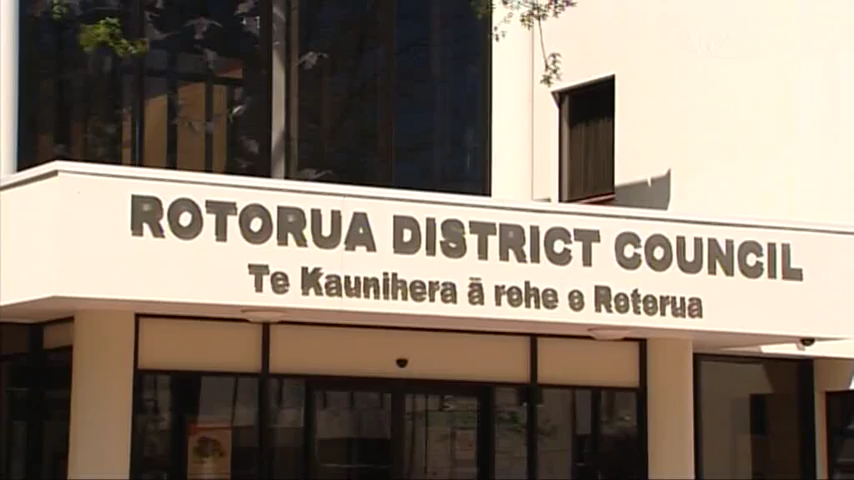 ROTORUA DISTRICT COUNCIL
Te Kaunihera ā rohe o Rotorua